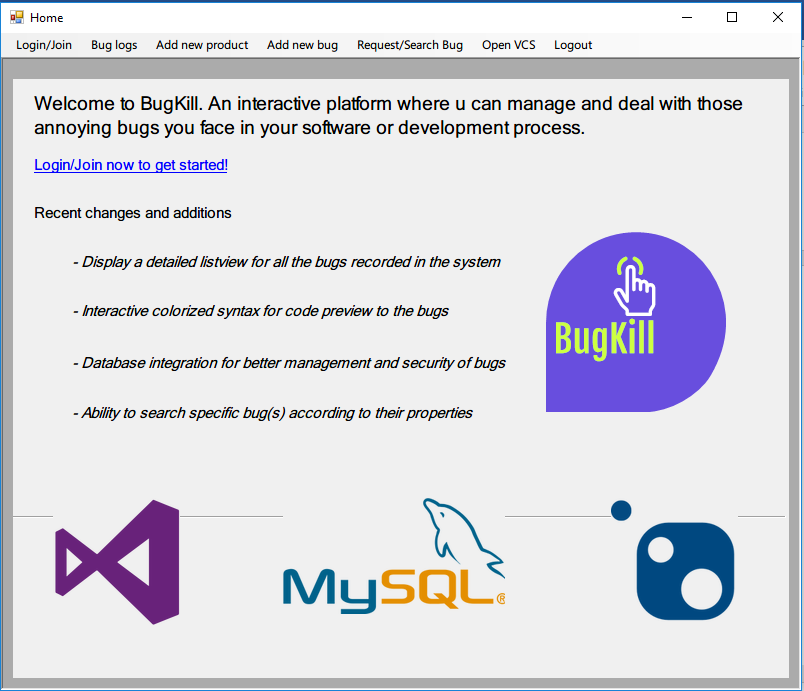 Home
Login/Join Bug logs Add new product Add new bug Request/Search Bug Open VCS Logout
Welcome to BugKill. An interactive platform where u can manage and deal with those
annoying bugs you face in your software or development process.
Login/Join now to get started!
Recent changes and additions
- Display a detailed listview for all the bugs recorded in the system
- Interactive colorized syntax for code preview to the bugs
- Database integration for better management and security of bugs
- Ability to search specific bug(s) according to their properties
BugKill
MySQL®